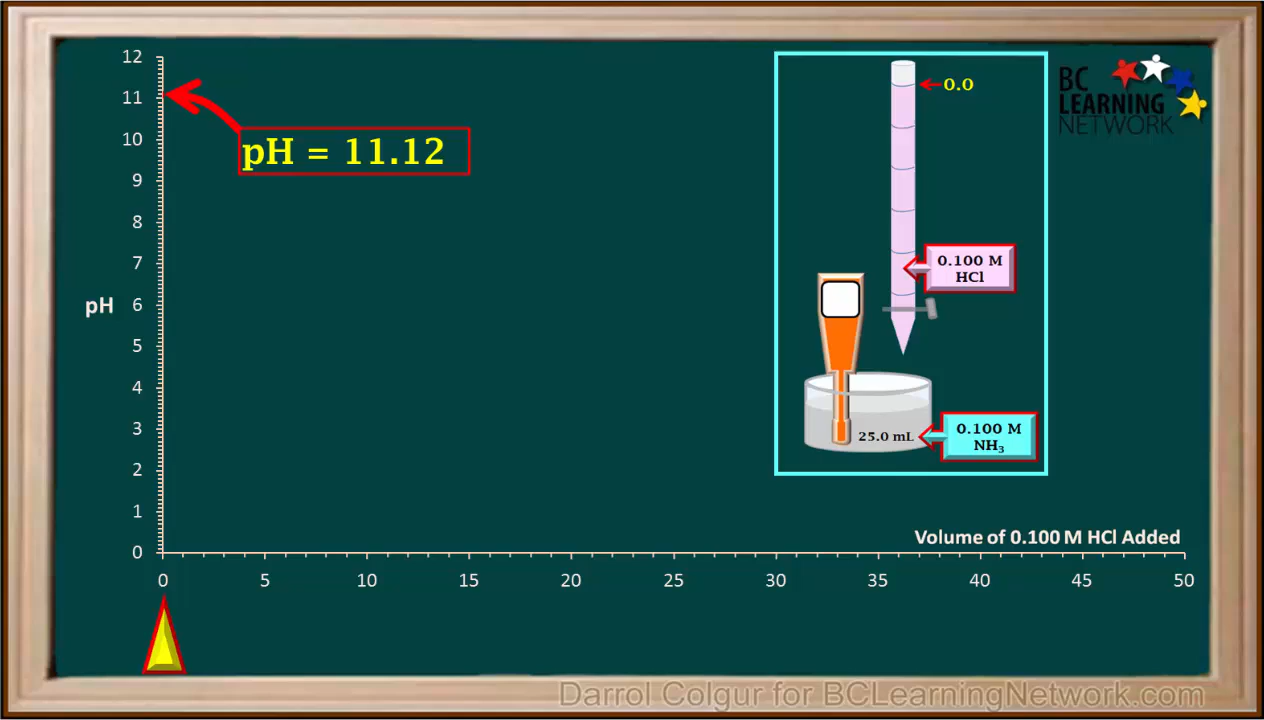 12
11
10
9
8
7
6
5
4
3
2
1
0
pH
pH = 11.12
0.0
0.100 M
HCl
25.0 mL
0.100 M
NH₃
BC
LEARNING
NETWORK
Volume of 0.100 M HCl Added
0 5 10 15 20 25 30 35 40 45 50
Darrol Colgur for BCLearningNetwork.com